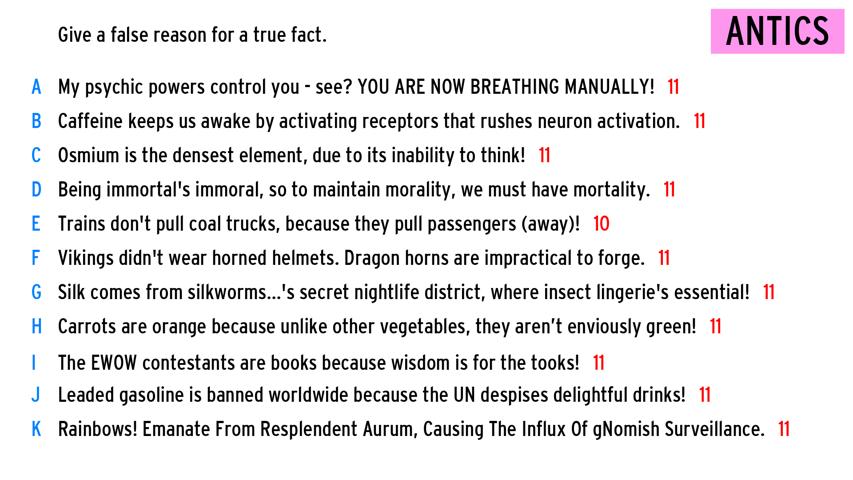 Give a false reason for a true fact.
ANTICS
A My psychic powers control you - see? YOU ARE NOW BREATHING MANUALLY! 11
B Caffeine keeps us awake by activating receptors that rushes neuron activation. 11
C Osmium is the densest element, due to its inability to think! 11
D Being immortal's immoral, so to maintain morality, we must have mortality. 11
E Trains don't pull coal trucks, because they pull passengers (away)! 10
F Vikings didn't wear horned helmets. Dragon horns are impractical to forge. 11
G Silk comes from silkworms...'s secret nightlife district, where insect lingerie's essential! 11
H Carrots are orange because unlike other vegetables, they aren’t enviously green! 11
I The EWOW contestants are books because wisdom is for the tooks! 11
J Leaded gasoline is banned worldwide because the UN despises delightful drinks! 11
K Rainbows! Emanate From Resplendent Aurum, Causing The Influx Of gNomish Surveillance. 11